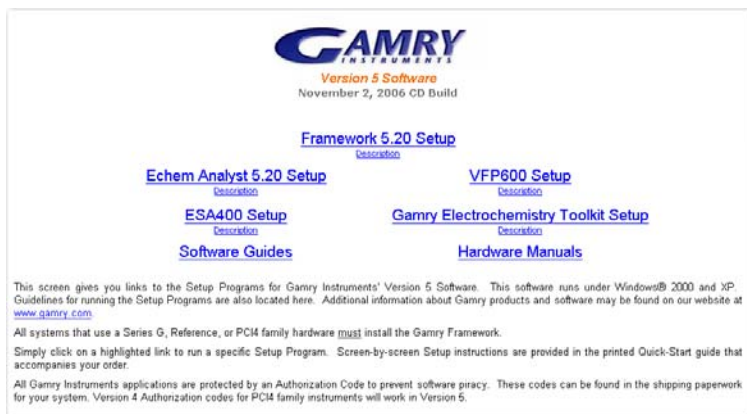 GAMRY
INSTRUMENTS
Version 5 Software
November 2, 2006 CD Build
Framework 5.20 Setup
Description
Echem Analyst 5.20 Setup
Description
VFP600 Setup
Description
ESA400 Setup
Description
Gamry Electrochemistry Toolkit Setup
Description
Software Guides
Hardware Manuals
This screen gives you links to the Setup Programs for Gamry Instruments' Version 5 Software. This software runs under Windows® 2000 and XP.
Guidelines for running the Setup Programs are also located here. Additional information about Gamry products and software may be found on our website at
www.gamry.com.
All systems that use a Series G, Reference, or PCI4 family hardware must install the Gamry Framework.
Simply click on a highlighted link to run a specific Setup Program. Screen-by-screen Setup instructions are provided in the printed Quick-Start guide that
accompanies your order.
All Gamry Instruments applications are protected by an Authorization Code to prevent software piracy. These codes can be found in the shipping paperwork
for your system. Version 4 Authorization codes for PCI4 family instruments will work in Version 5.